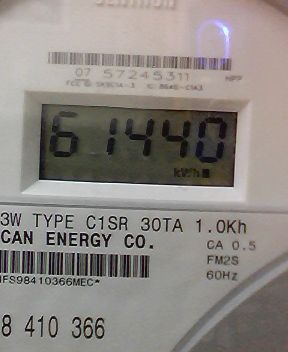 07 57245311
61440
kWh
3W TYPE C1SR 30TA 1.0Kh
CAN ENERGY CO.
CA 0.5
FM2S
60Hz
IFS98410366MEC*
8 410 366